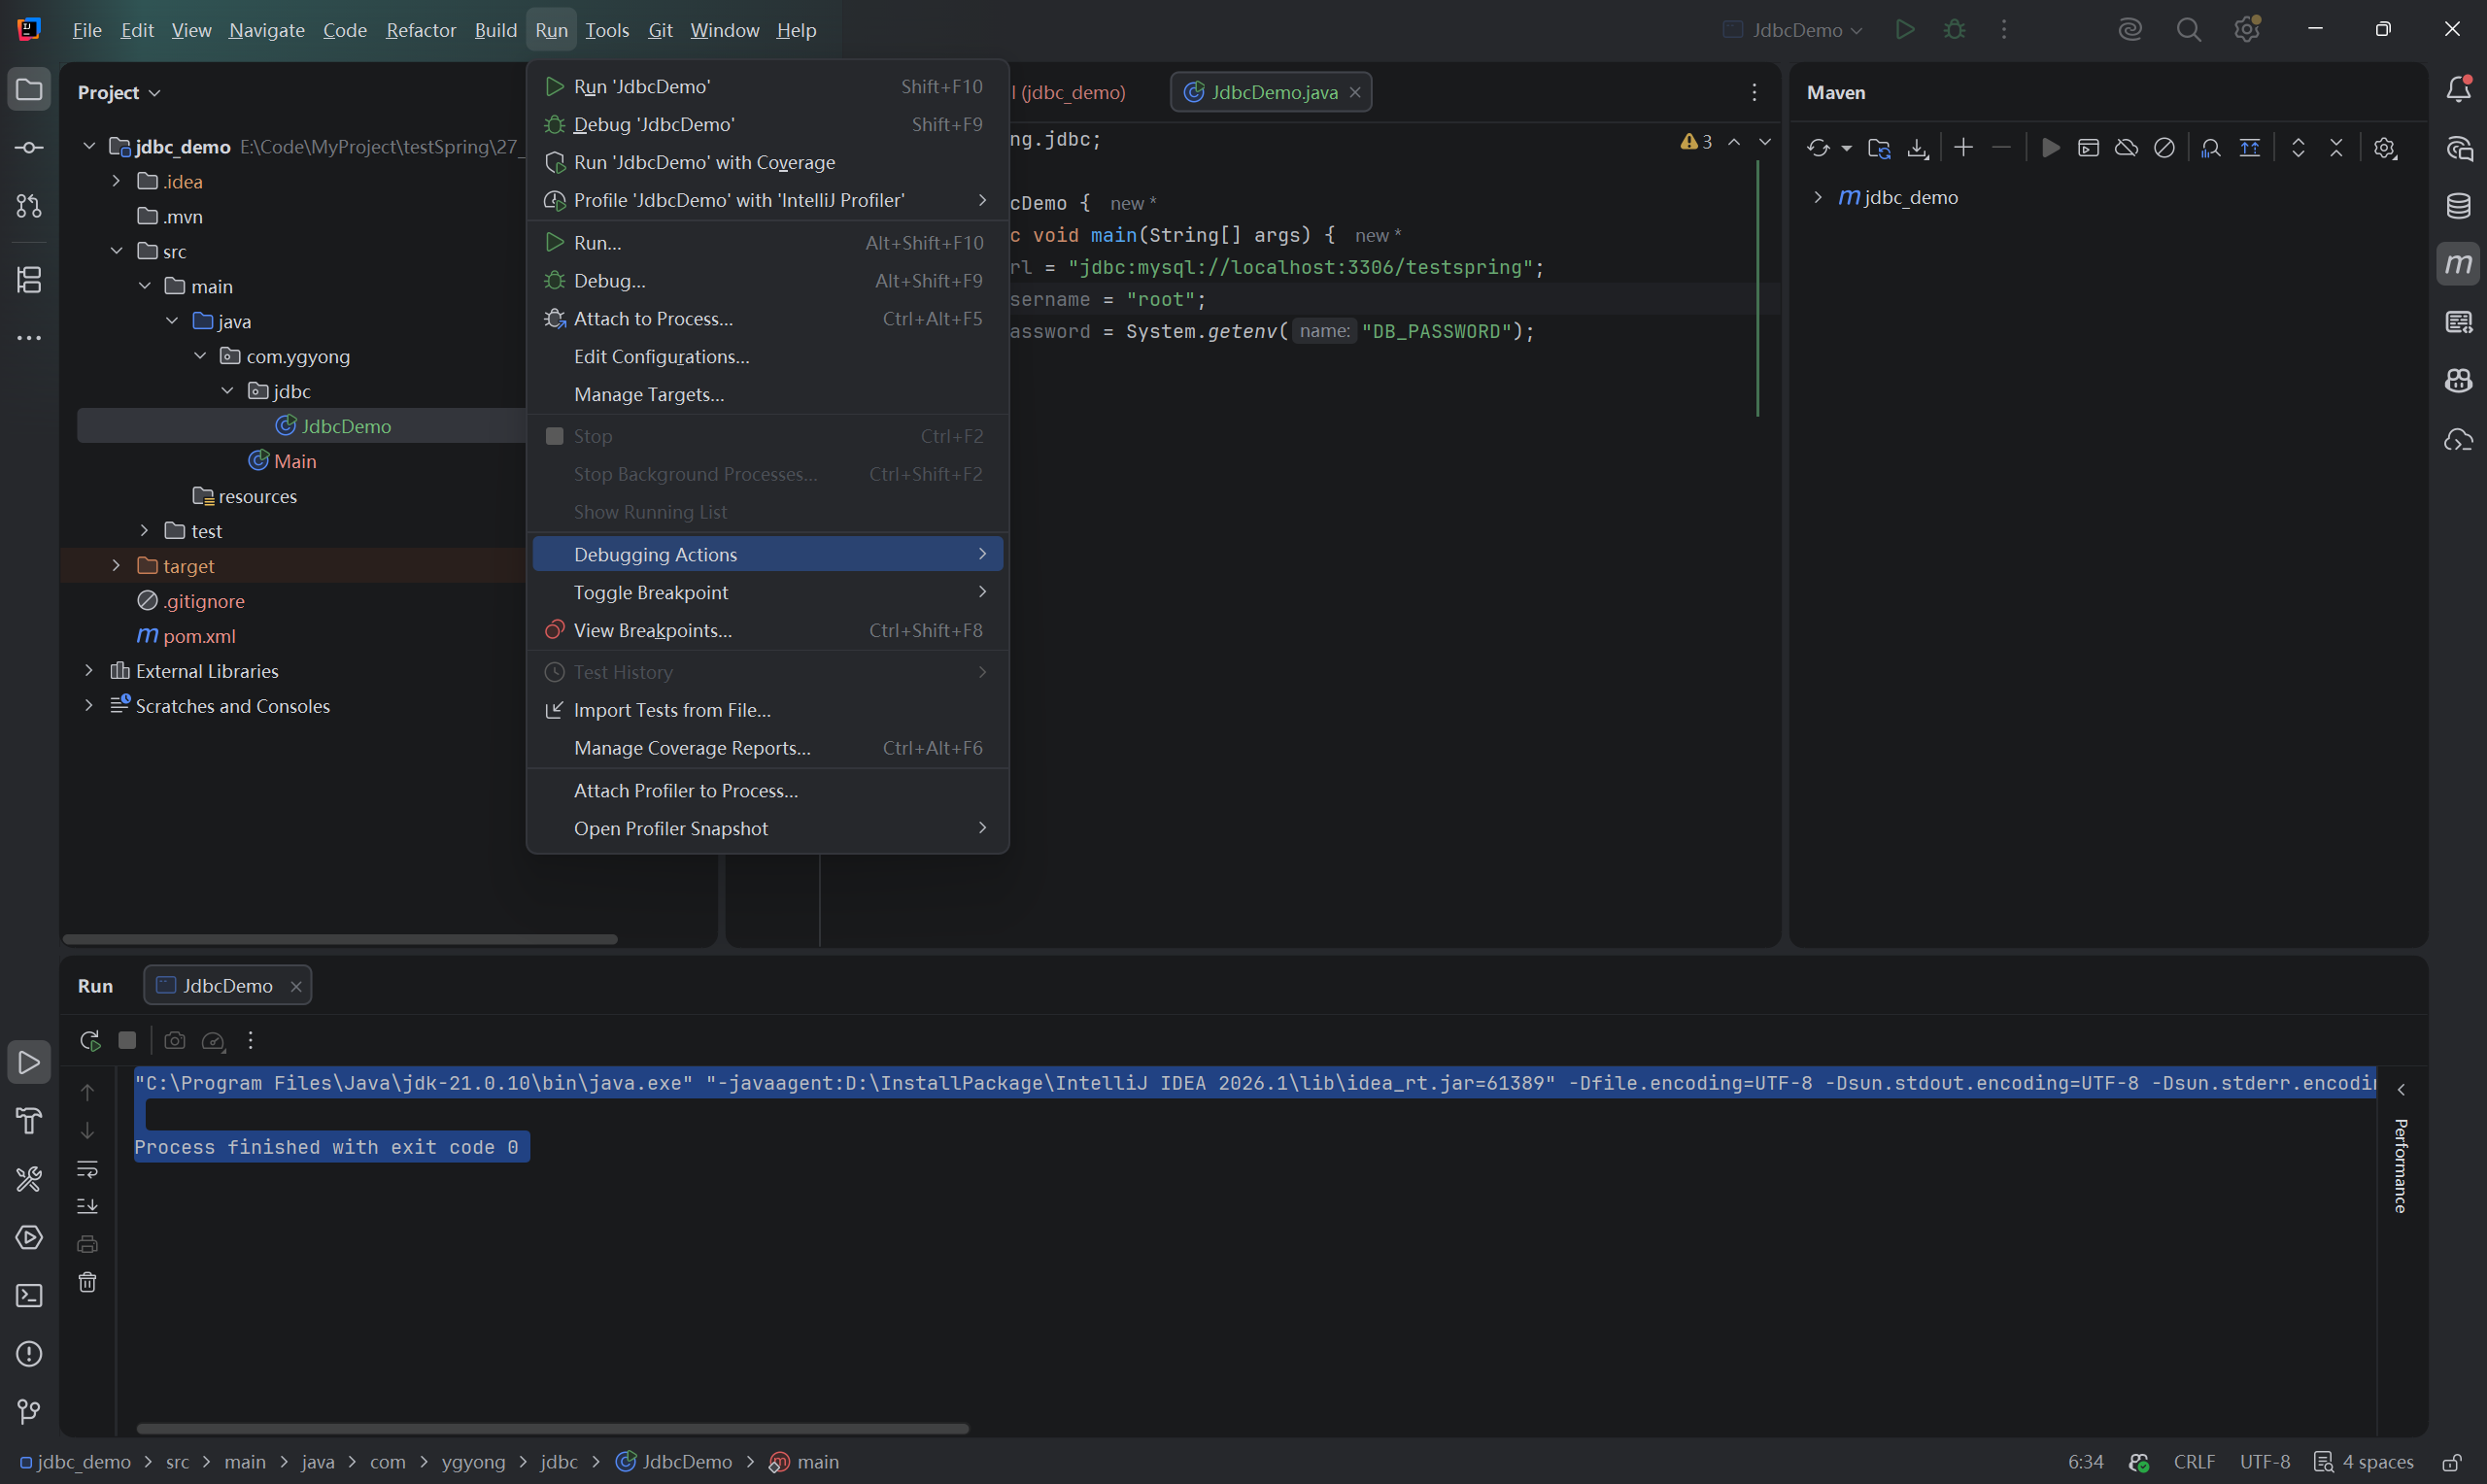 File Edit View Navigate Code Refactor Build Run Tools Git Window Help JdbcDemo
Project
jdbc_demo E:\Code\MyProject\testSpring\27_
.idea
.mvn
src
main
java
com.ygyong
jdbc
JdbcDemo
Main
resources
test
target
.gitignore
pom.xml
External Libraries
Scratches and Consoles
Run 'JdbcDemo' Shift+F10
Debug 'JdbcDemo' Shift+F9
Run 'JdbcDemo' with Coverage
Profile 'JdbcDemo' with 'IntelliJ Profiler'
Run... Alt+Shift+F10
Debug... Alt+Shift+F9
Attach to Process... Ctrl+Alt+F5
Edit Configurations...
Manage Targets...
Stop Ctrl+F2
Stop Background Processes... Ctrl+Shift+F2
Show Running List
Debugging Actions
Toggle Breakpoint
View Breakpoints... Ctrl+Shift+F8
Test History
Import Tests from File...
Manage Coverage Reports... Ctrl+Alt+F6
Attach Profiler to Process...
Open Profiler Snapshot
l (jdbc_demo) JdbcDemo.java
3
ng.jdbc;
cDemo { new *
c void main(String[] args) { new *
rl = "jdbc:mysql://localhost:3306/testspring";
sername = "root";
assword = System.getenv( name: "DB_PASSWORD");
Maven
m jdbc_demo
Run JdbcDemo
"C:\Program Files\Java\jdk-21.0.10\bin\java.exe" "-javaagent:D:\InstallPackage\IntelliJ IDEA 2026.1\lib\idea_rt.jar=61389" -Dfile.encoding=UTF-8 -Dsun.stdout.encoding=UTF-8 -Dsun.stderr.encodin
Process finished with exit code 0
Performance
jdbc_demo > src > main > java > com > ygyong > jdbc > JdbcDemo > main
6:34 CRLF UTF-8 4 spaces